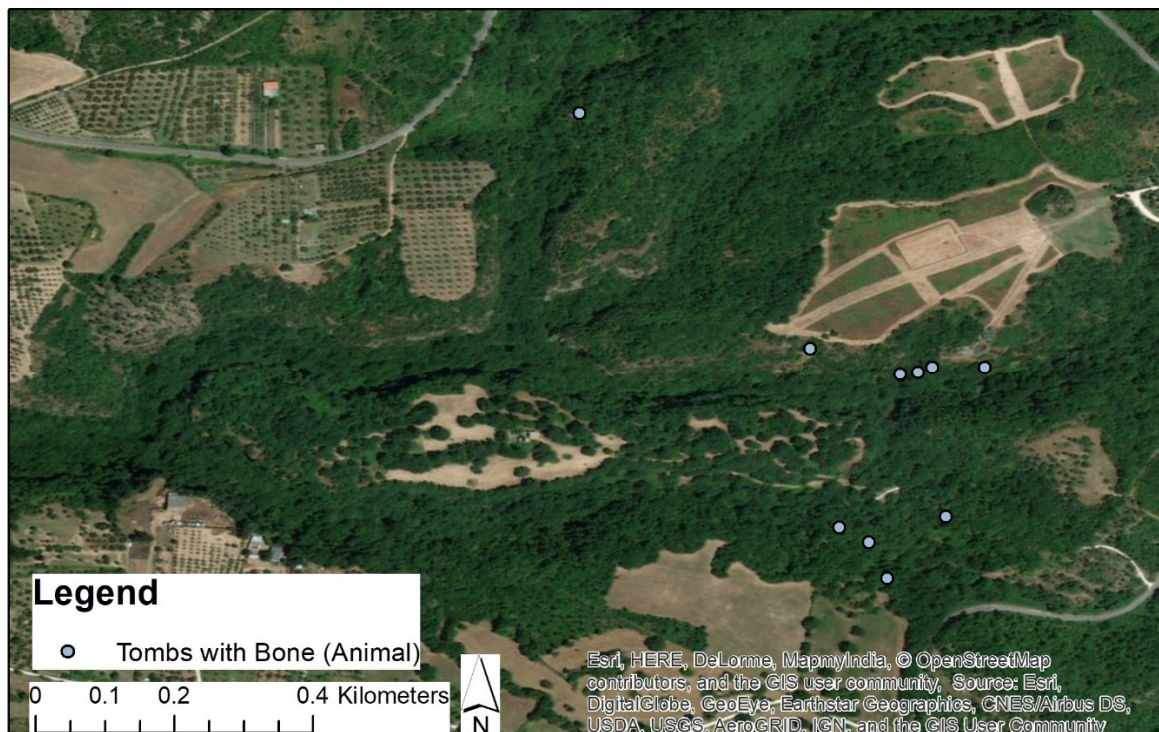 Legend
Tombs with Bone (Animal)
0 0.1 0.2 0.4 Kilometers
N
Esri, HERE, DeLorme, MapmyIndia, © OpenStreetMap
contributors, and the GIS user community, Source: Esri,
DigitalGlobe, GeoEye, Earthstar Geographics, CNES/Airbus DS,
USDA, USGS, AeroGRID, IGN, and the GIS User Community